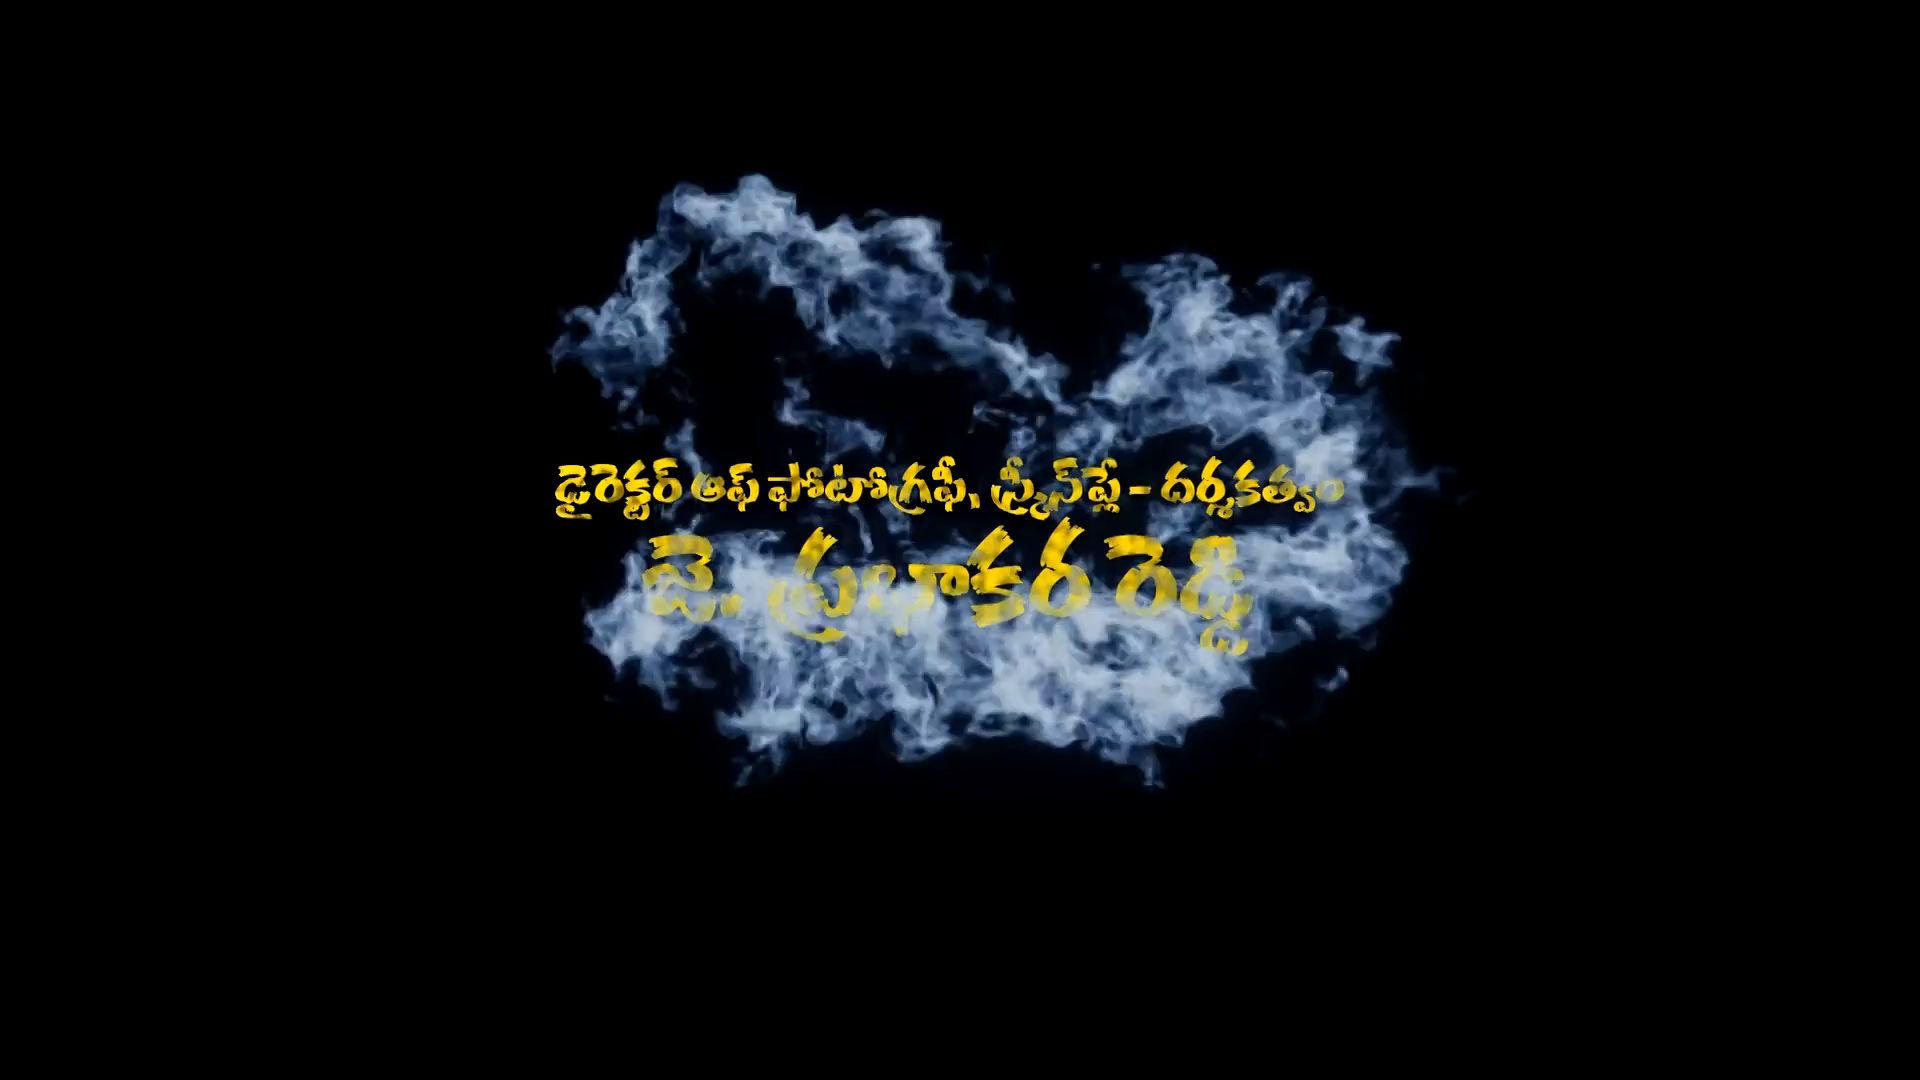 డైరెక్టర్ ఆఫ్ ఫోటోగ్రఫీ, స్క్రీన్‌ప్లే - దర్శకత్వం
జె. ప్రభాకర రెడ్డి